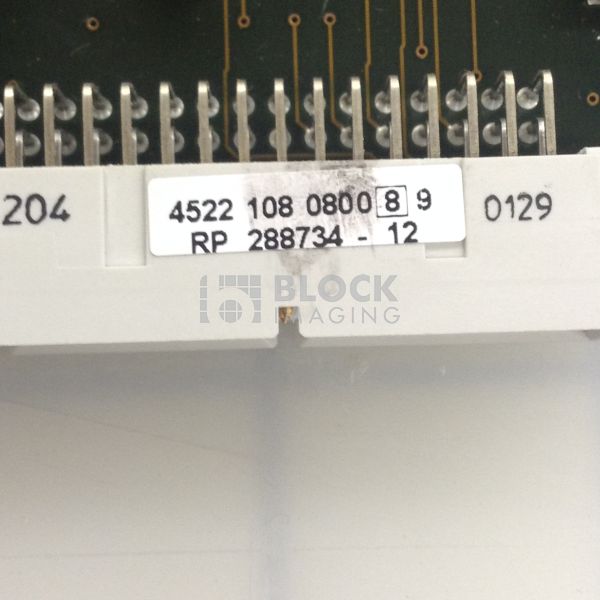 204
4522 108 0800 8 9
RP 288734 - 12
0129
BLOCK
IMAGING